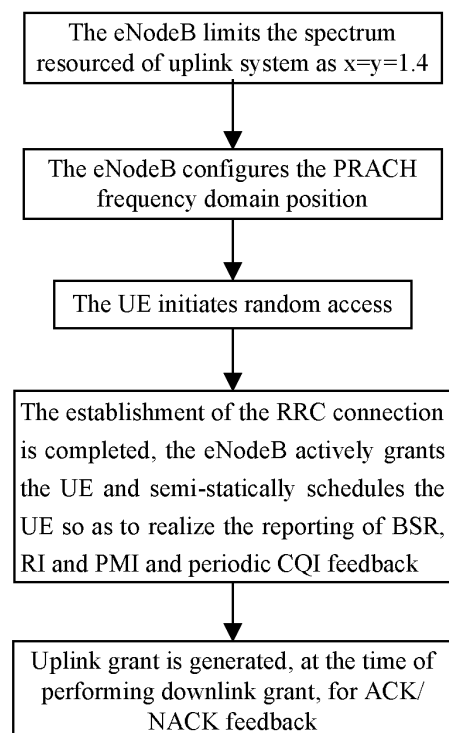 The eNodeB limits the spectrum
resourced of uplink system as x=y=1.4
The eNodeB configures the PRACH
frequency domain position
The UE initiates random access
The establishment of the RRC connection
is completed, the eNodeB actively grants
the UE and semi-statically schedules the
UE so as to realize the reporting of BSR,
RI and PMI and periodic CQI feedback
Uplink grant is generated, at the time of
performing downlink grant, for ACK/
NACK feedback